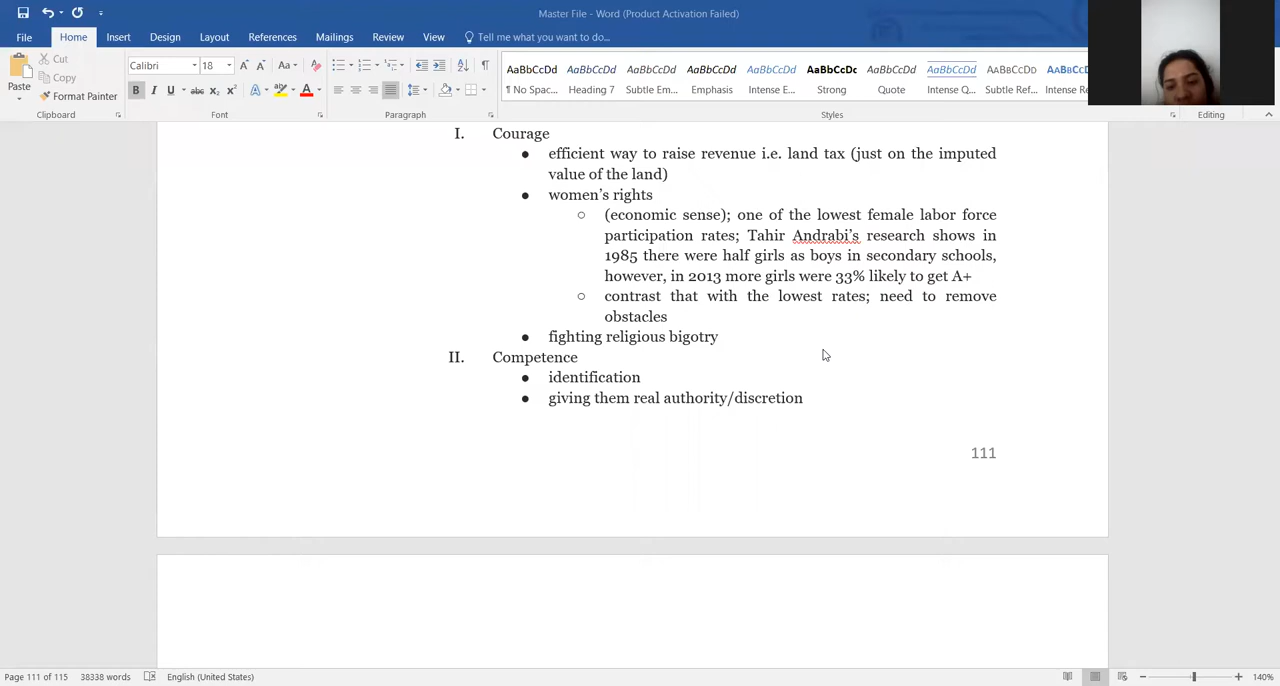 Master File - Word (Product Activation Failed)
File Home Insert Design Layout References Mailings Review View Tell me what you want to do...
Paste
Cut
Copy
Format Painter
Calibri 18
Aa
B I U abc X₂ X² A A
AaBbCcDd AaBbCcDd AaBbCcDd AaBbCcDd AaBbCcDd AaBbCcDc AaBbCcDd AaBbCcDd AaBbCcDd AaBbCc
¶ No Spac... Heading 7 Subtle Em... Emphasis Intense E... Strong Quote Intense Q... Subtle Ref... Intense Re
Clipboard Font Paragraph Styles Editing
I. Courage
● efficient way to raise revenue i.e. land tax (just on the imputed
value of the land)
● women's rights
○ (economic sense); one of the lowest female labor force
participation rates; Tahir Andrabi's research shows in
1985 there were half girls as boys in secondary schools,
however, in 2013 more girls were 33% likely to get A+
○ contrast that with the lowest rates; need to remove
obstacles
● fighting religious bigotry
II. Competence
● identification
● giving them real authority/discretion
111
Page 111 of 115 38338 words English (United States) 140%